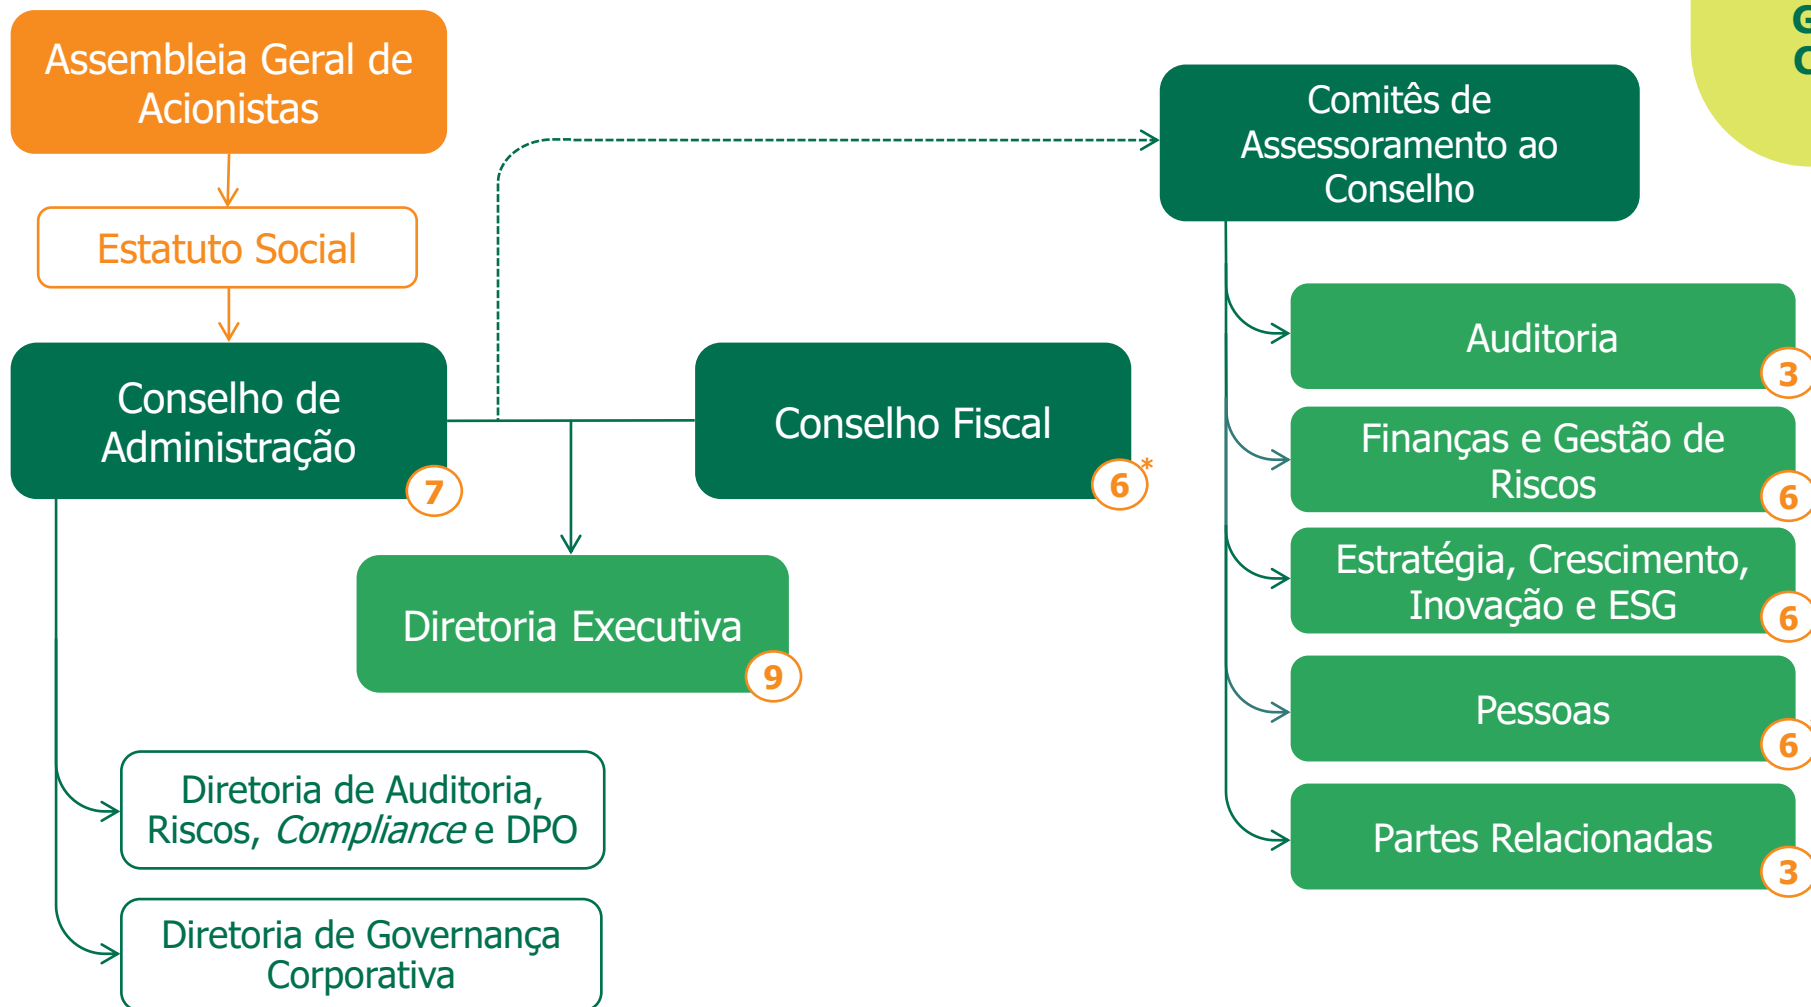 Assembleia Geral de
Acionistas
Estatuto Social
Conselho de
Administração
7
Conselho Fiscal
6*
Diretoria Executiva
9
Diretoria de Auditoria,
Riscos, Compliance e DPO
Diretoria de Governança
Corporativa
Comitês de
Assessoramento ao
Conselho
Auditoria
3
Finanças e Gestão de
Riscos
6
Estratégia, Crescimento,
Inovação e ESG
6
Pessoas
6
Partes Relacionadas
3